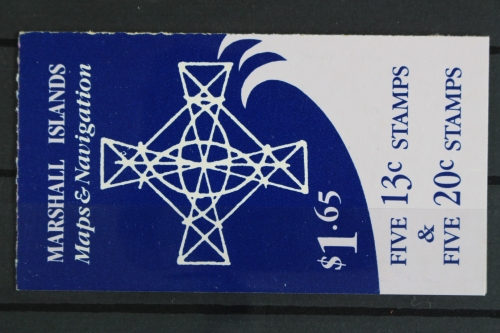 MARSHALL ISLANDS
Maps & Navigation
$1.65
FIVE 13c STAMPS
&
FIVE 20c STAMPS